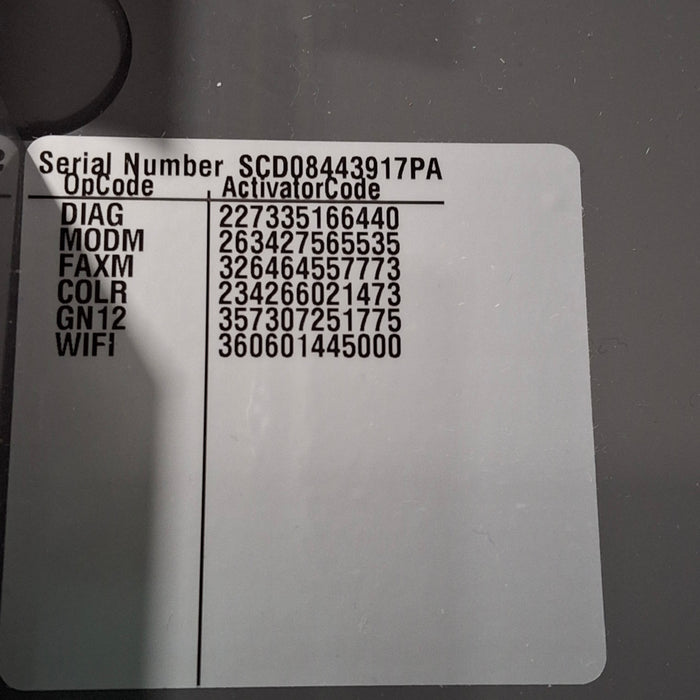 Serial Number SCD08443917PA
OpCode ActivatorCode
DIAG 227335166440
MODM 263427565535
FAXM 326464557773
COLR 234266021473
GN12 357307251775
WIFI 360601445000